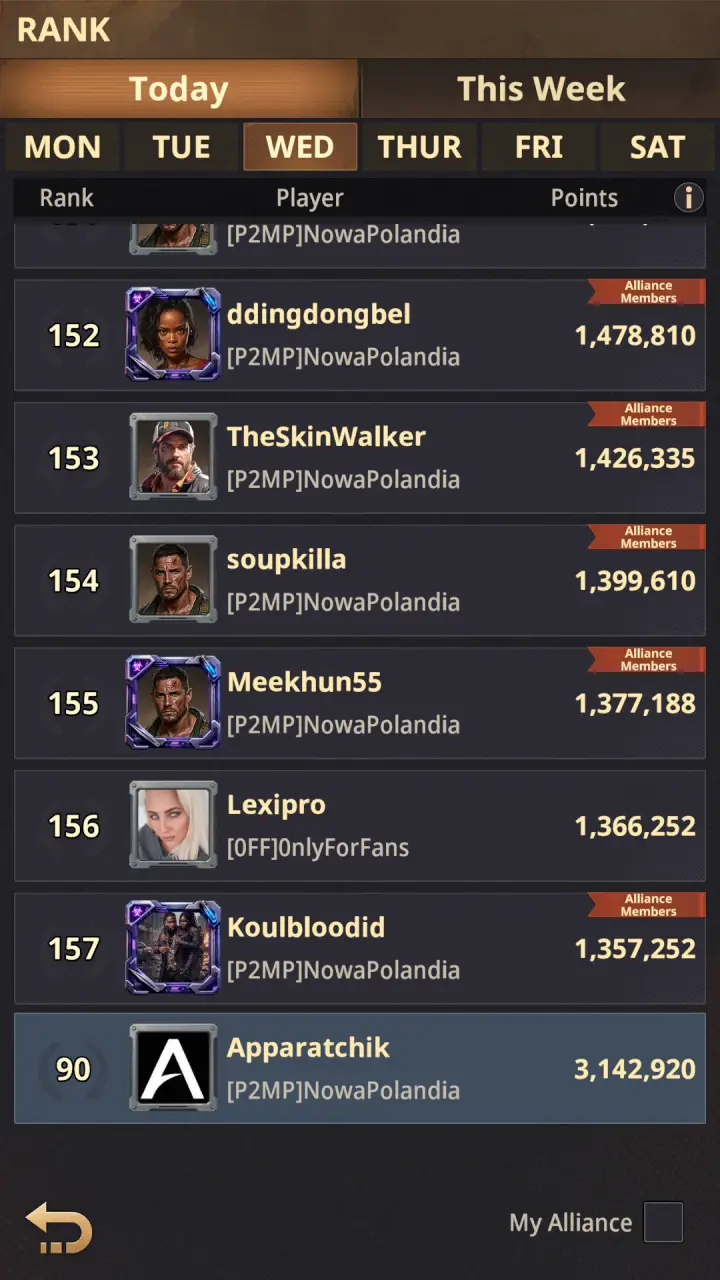 RANK
Today
This Week
MON
TUE
WED
THUR
FRI
SAT
Rank
Player
Points
[P2MP]NowaPolandia
152
ddingdongbel
[P2MP]NowaPolandia
Alliance
Members
1,478,810
153
TheSkinWalker
[P2MP]NowaPolandia
Alliance
Members
1,426,335
154
soupkilla
[P2MP]NowaPolandia
Alliance
Members
1,399,610
155
Meekhun55
[P2MP]NowaPolandia
Alliance
Members
1,377,188
156
Lexipro
[0FF]0nlyForFans
1,366,252
157
Koulbloodid
[P2MP]NowaPolandia
Alliance
Members
1,357,252
90
Apparatchik
[P2MP]NowaPolandia
3,142,920
My Alliance